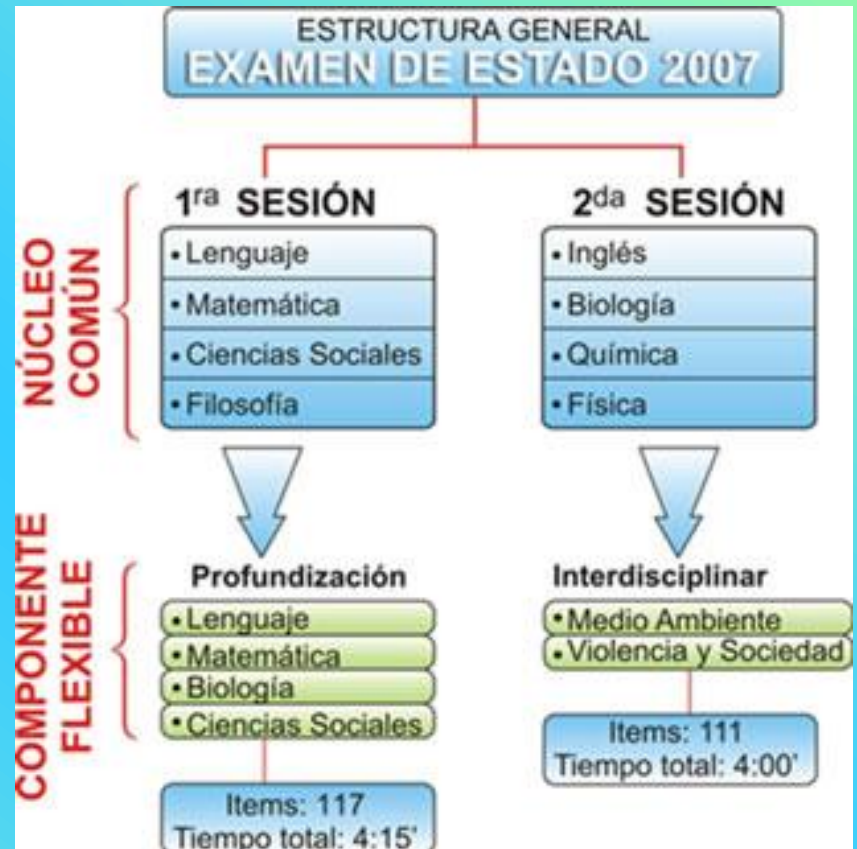 ESTRUCTURA GENERAL
EXAMEN DE ESTADO 2007
NÚCLEO
COMÚN
1ra SESIÓN
• Lenguaje
• Matemática
• Ciencias Sociales
• Filosofía
2da SESIÓN
• Inglés
• Biología
• Química
• Física
COMPONENTE
FLEXIBLE
Profundización
• Lenguaje
• Matemática
• Biología
• Ciencias Sociales
Items: 117
Tiempo total: 4:15'
Interdisciplinar
• Medio Ambiente
• Violencia y Sociedad
Items: 111
Tiempo total: 4:00'